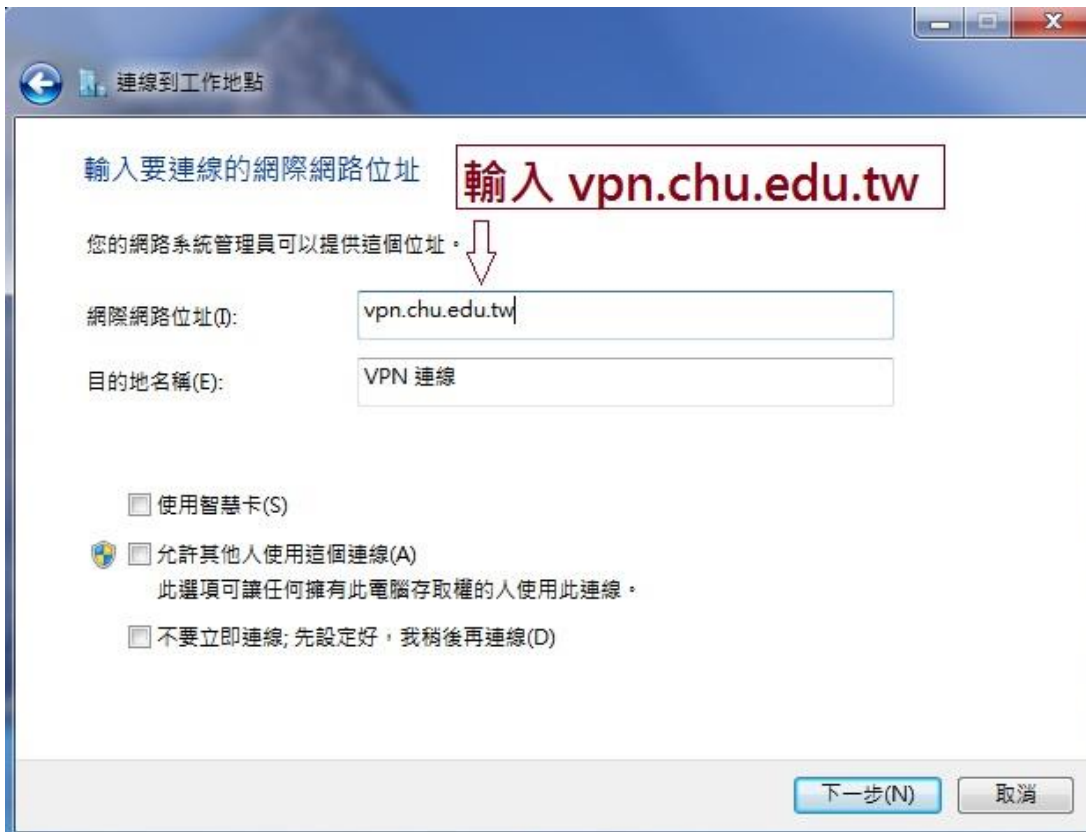 連線到工作地點
輸入要連線的網際網路位址
輸入 vpn.chu.edu.tw
您的網路系統管理員可以提供這個位址。
網際網路位址(I):
vpn.chu.edu.tw
目的地名稱(E):
VPN 連線
使用智慧卡(S)
允許其他人使用這個連線(A)
此選項可讓任何擁有此電腦存取權的人使用此連線。
不要立即連線; 先設定好，我稍後再連線(D)
下一步(N)
取消